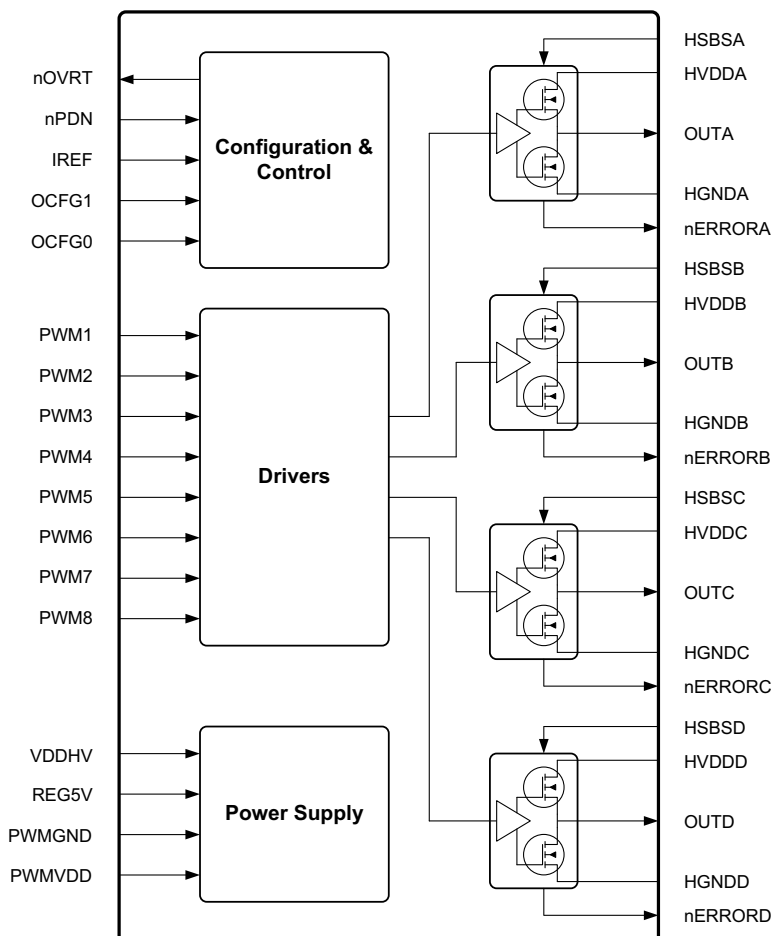 nOVRT
nPDN
IREF
OCFG1
OCFG0
Configuration &
Control
PWM1
PWM2
PWM3
PWM4
PWM5
PWM6
PWM7
PWM8
Drivers
VDDHV
REG5V
PWMGND
PWMVDD
Power Supply
HSBSA
HVDDA
OUTA
HGNDA
nERRORA
HSBSB
HVDDB
OUTB
HGNDB
nERRORB
HSBSC
HVDDC
OUTC
HGNDC
nERRORC
HSBSD
HVDDD
OUTD
HGNDD
nERRORD